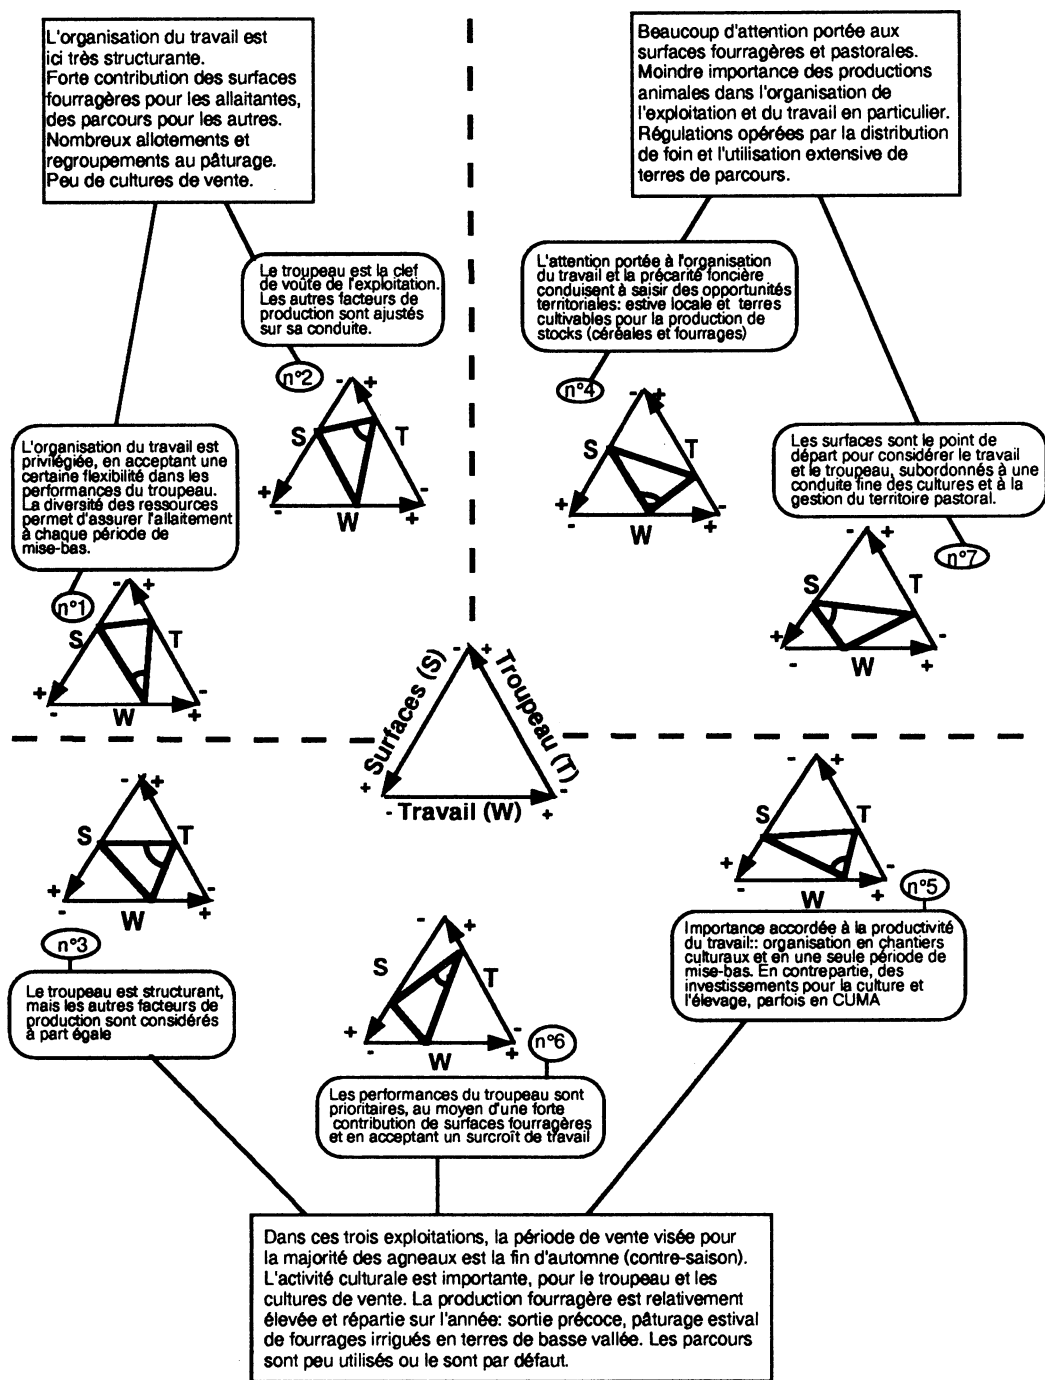 L'organisation du travail est
ici très structurante.
Forte contribution des surfaces
fourragères pour les allaitantes,
des parcours pour les autres.
Nombreux allotements et
regroupements au pâturage.
Peu de cultures de vente.
Beaucoup d'attention portée aux
surfaces fourragères et pastorales.
Moindre importance des productions
animales dans l'organisation de
l'exploitation et du travail en particulier.
Régulations opérées par la distribution
de foin et l'utilisation extensive de
terres de parcours.
Le troupeau est la clef
de voûte de l'exploitation.
Les autres facteurs de
production sont ajustés
sur sa conduite.
n°2
- +
S T
+ -
- W +
L'attention portée à l'organisation
du travail et la précarité foncière
conduisent à saisir des opportunités
territoriales: estive locale et terres
cultivables pour la production de
stocks (céréales et fourrages)
n°4
- +
S T
+ -
- W +
L'organisation du travail est
privilégiée, en acceptant une
certaine flexibilité dans les
performances du troupeau.
La diversité des ressources
permet d'assurer l'allaitement
à chaque période de
mise-bas.
n°1
- +
S T
+ -
- W +
Les surfaces sont le point de
départ pour considérer le travail
et le troupeau, subordonnés à une
conduite fine des cultures et à la
gestion du territoire pastoral.
n°7
- +
S T
+ -
- W +
- +
Surfaces (S)
Troupeau (T)
+ -
- Travail (W) +
- +
S T
+ -
- W +
n°3
Le troupeau est structurant,
mais les autres facteurs de
production sont considérés
à part égale
- +
S T
+ -
- W +
n°6
Les performances du troupeau sont
prioritaires, au moyen d'une forte
contribution de surfaces fourragères
et en acceptant un surcroît de travail
- +
S T
+ -
- W +
n°5
Importance accordée à la productivité
du travail:: organisation en chantiers
culturaux et en une seule période de
mise-bas. En contrepartie, des
investissements pour la culture et
l'élevage, parfois en CUMA
Dans ces trois exploitations, la période de vente visée pour
la majorité des agneaux est la fin d'automne (contre-saison).
L'activité culturale est importante, pour le troupeau et les
cultures de vente. La production fourragère est relativement
élevée et répartie sur l'année: sortie précoce, pâturage estival
de fourrages irrigués en terres de basse vallée. Les parcours
sont peu utilisés ou le sont par défaut.